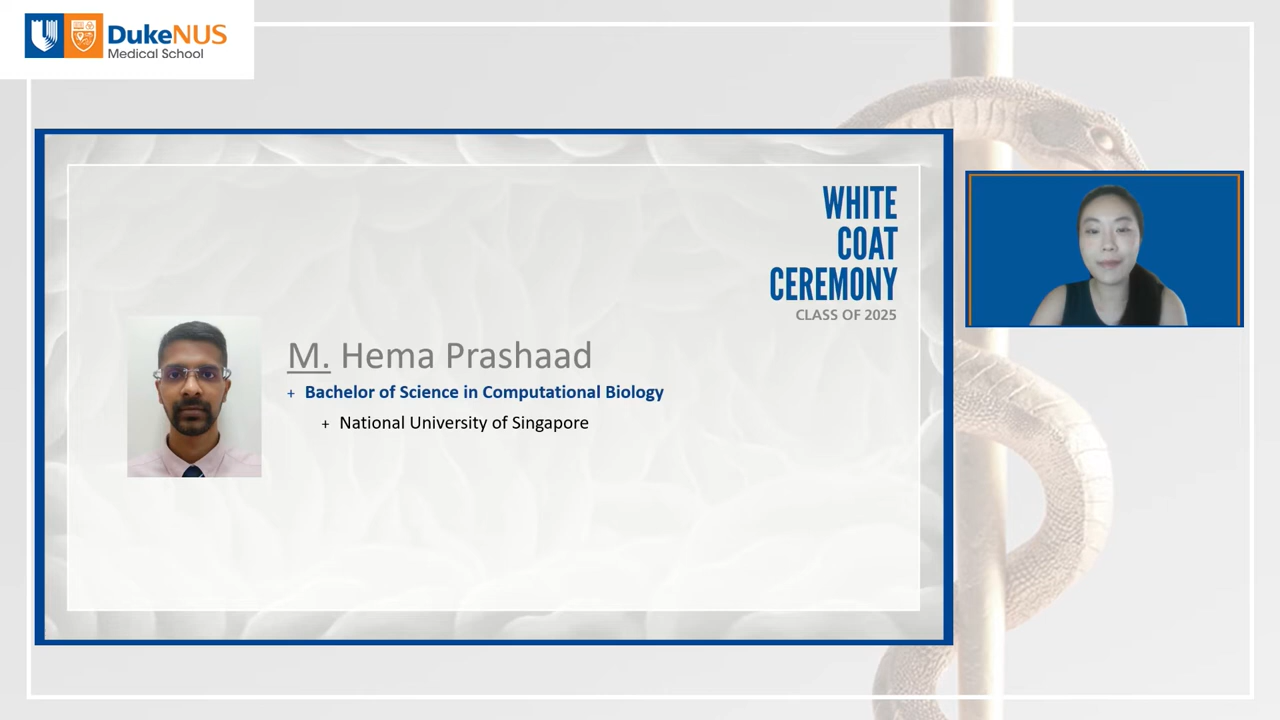 DukeNUS
Medical School
WHITE
COAT
CEREMONY
CLASS OF 2025
M. Hema Prashaad
+ Bachelor of Science in Computational Biology
+ National University of Singapore